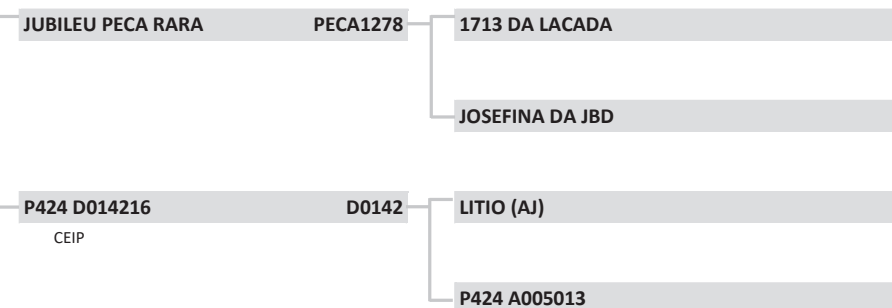 JUBILEU PECA RARA PECA1278
1713 DA LACADA
JOSEFINA DA JBD
P424 D014216 D0142
LITIO (AJ)
CEIP
P424 A005013